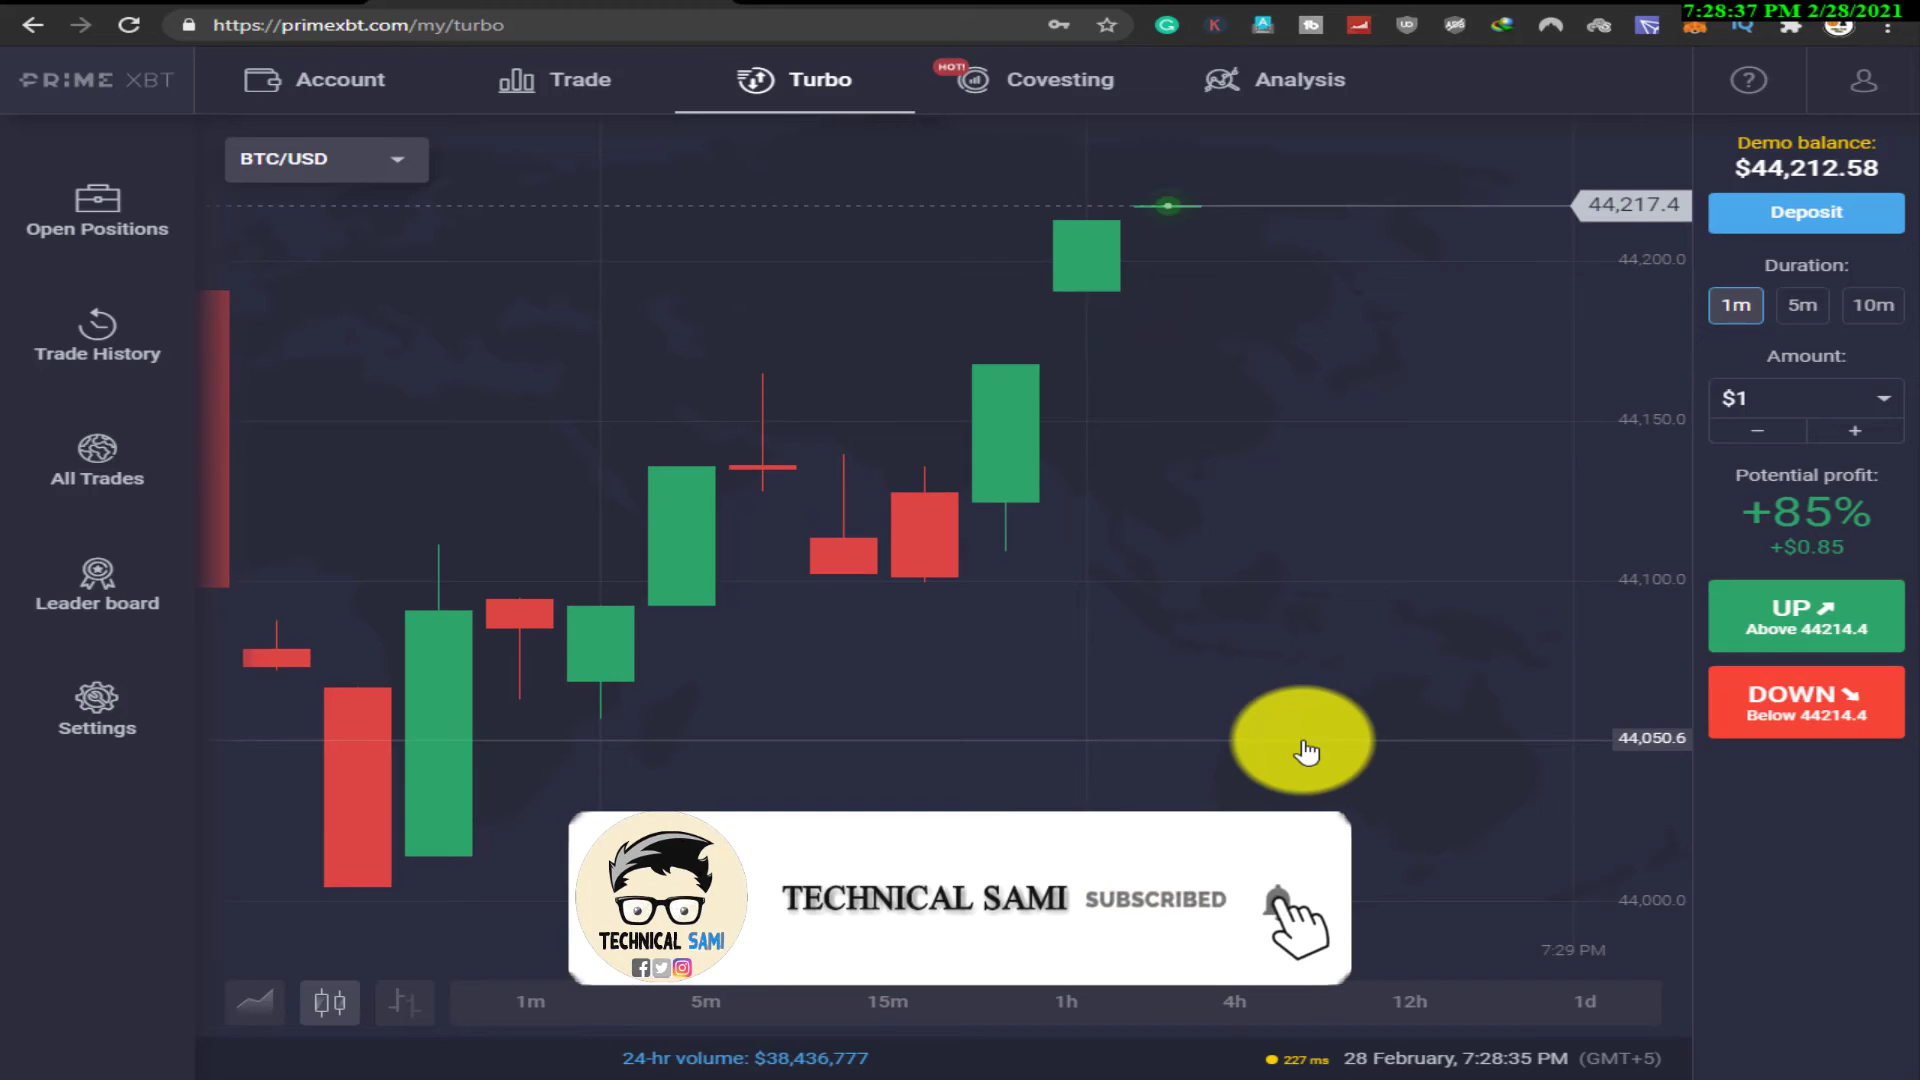 https://primexbt.com/my/turbo
7:28:37 PM 2/28/2021
PRIME XBT
Account
Trade
Turbo
HOT!
Covesting
Analysis
?
BTC/USD
Open Positions
Trade History
All Trades
Leader board
Settings
44,217.4
44,200.0
44,150.0
44,100.0
44,050.6
44,000.0
7:29 PM
Demo balance:
$44,212.58
Deposit
Duration:
1m
5m
10m
Amount:
$1
− +
Potential profit:
+85%
+$0.85
UP
Above 44214.4
DOWN
Below 44214.4
TECHNICAL SAMI
TECHNICAL SAMI SUBSCRIBED
1m 5m 15m 1h 4h 12h 1d
24-hr volume: $38,436,777
227 ms 28 February, 7:28:35 PM (GMT+5)